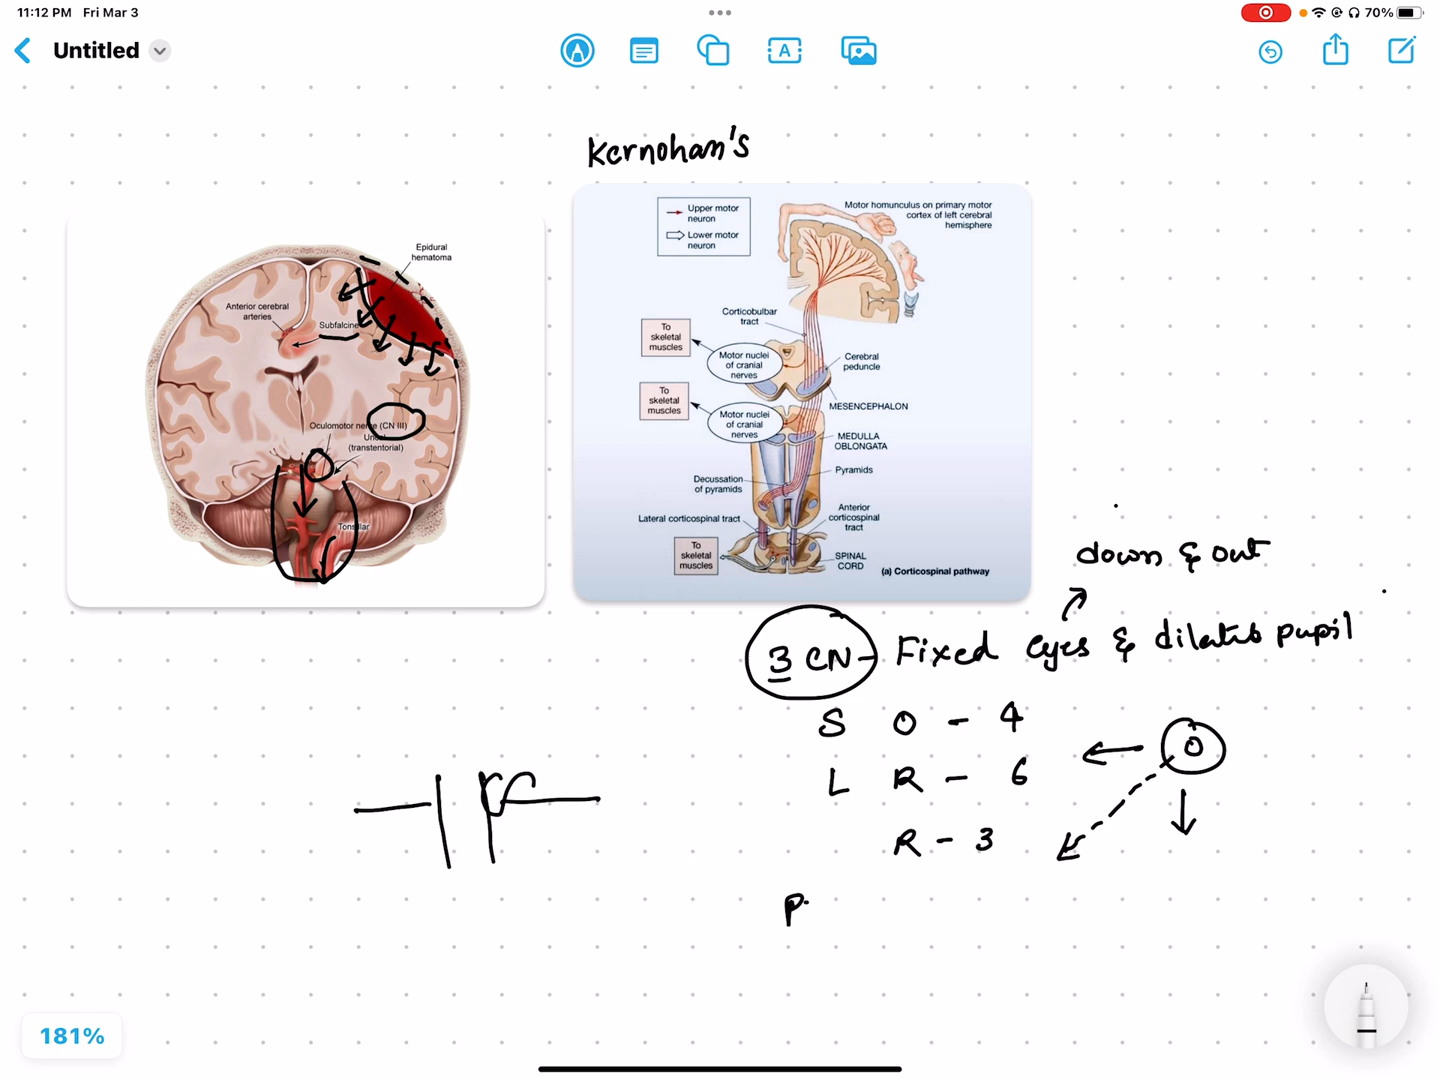 11:12 PM Fri Mar 3
70%
Untitled
A
Kernoham's
Epidural
hematoma
Anterior cerebral
arteries
Subfalcine
Oculomotor nerve (CN III)
Uncal
(transtentorial)
Tonsillar
Upper motor
neuron
Lower motor
neuron
Motor homunculus on primary motor
cortex of left cerebral
hemisphere
Corticobulbar
tract
To
skeletal
muscles
Motor nuclei
of cranial
nerves
Cerebral
peduncle
MESENCEPHALON
To
skeletal
muscles
Motor nuclei
of cranial
nerves
MEDULLA
OBLONGATA
Pyramids
Decussation
of pyramids
Lateral corticospinal tract
Anterior
corticospinal
tract
To
skeletal
muscles
SPINAL
CORD
(a) Corticospinal pathway
down & out
3 CN - Fixed eyes & dilated pupil
S O - 4
L R - 6
R - 3
P.
181%